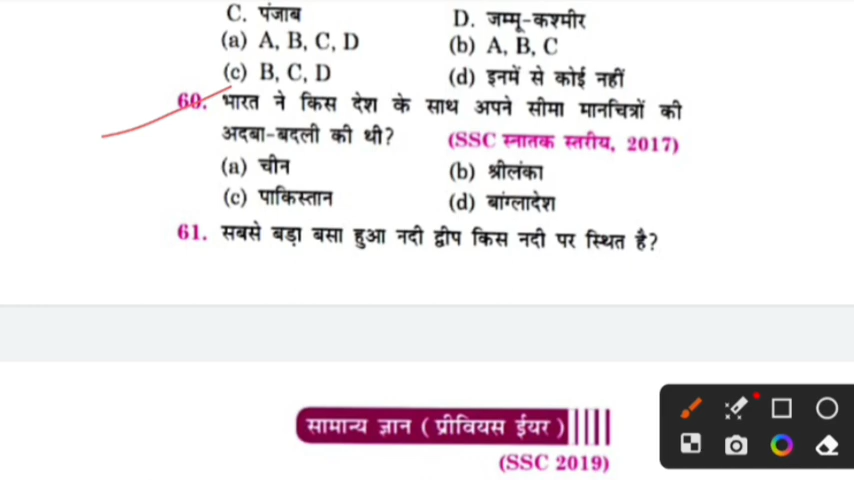 C. पंजाब D. जम्मू-कश्मीर
(a) A, B, C, D (b) A, B, C
(c) B, C, D (d) इनमें से कोई नहीं
60. भारत ने किस देश के साथ अपने सीमा मानचित्रों की
अदबा-बदली की थी? (SSC स्नातक स्तरीय, 2017)
(a) चीन (b) श्रीलंका
(c) पाकिस्तान (d) बांग्लादेश
61. सबसे बड़ा बसा हुआ नदी द्वीप किस नदी पर स्थित है?
सामान्य ज्ञान ( प्रीवियस ईयर )
(SSC 2019)